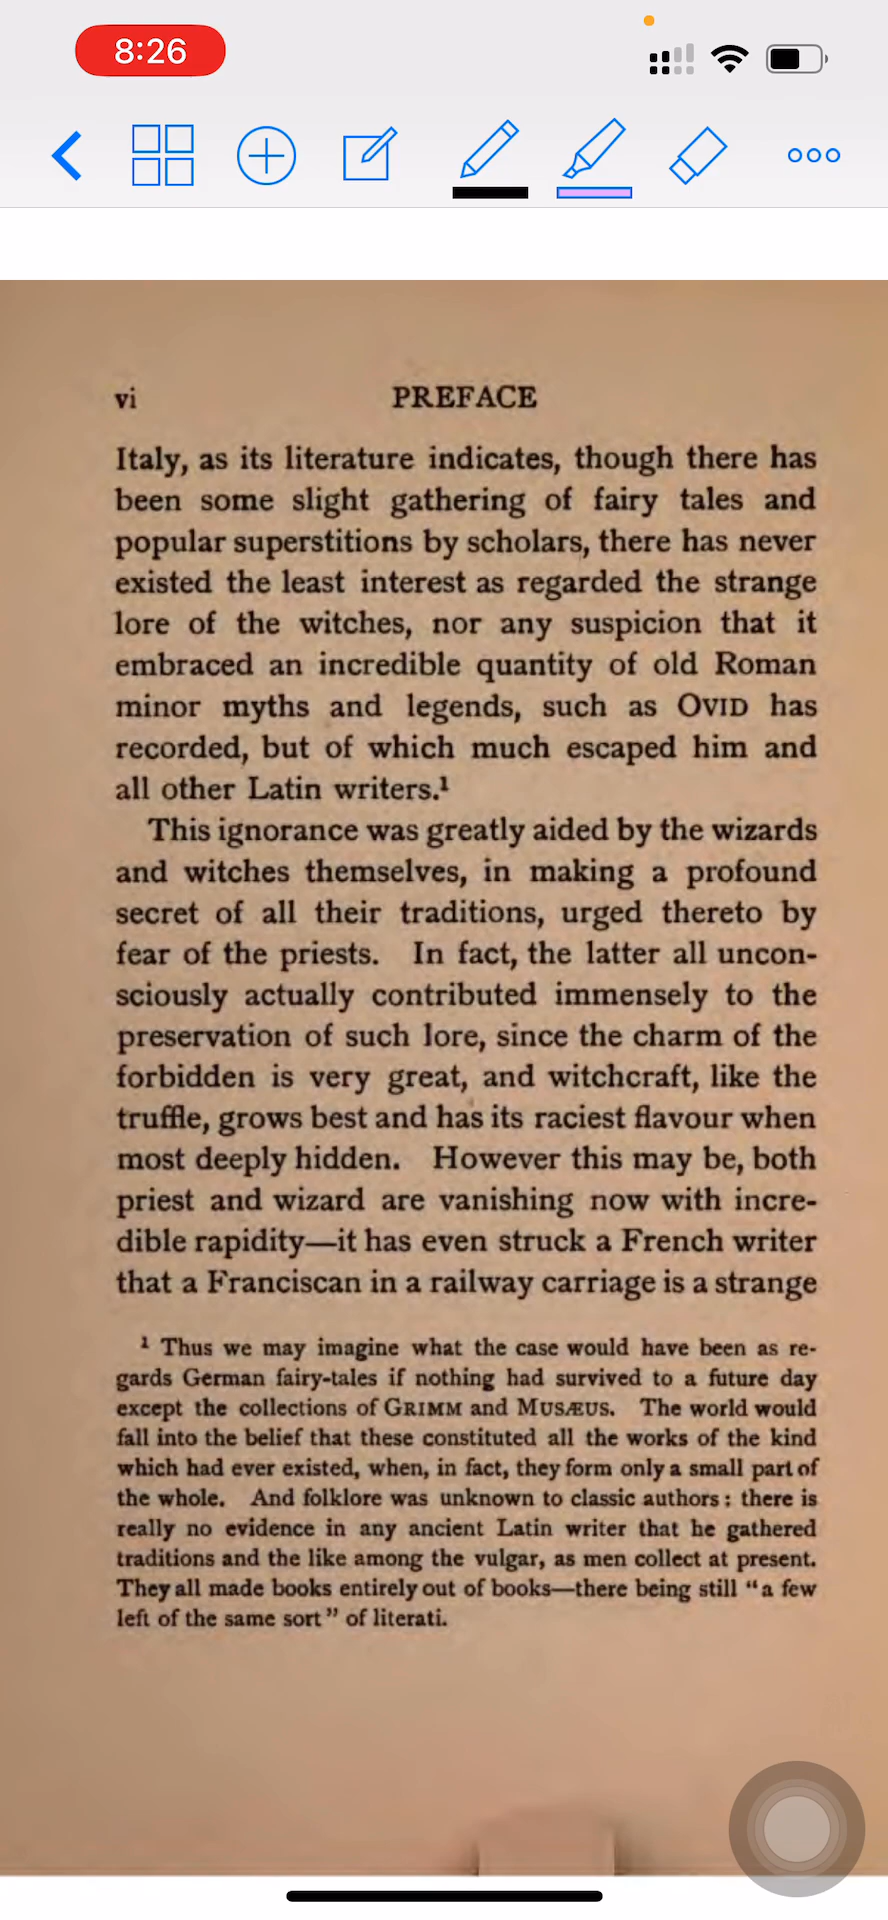 8:26
vi PREFACE
Italy, as its literature indicates, though there has
been some slight gathering of fairy tales and
popular superstitions by scholars, there has never
existed the least interest as regarded the strange
lore of the witches, nor any suspicion that it
embraced an incredible quantity of old Roman
minor myths and legends, such as OVID has
recorded, but of which much escaped him and
all other Latin writers.¹
This ignorance was greatly aided by the wizards
and witches themselves, in making a profound
secret of all their traditions, urged thereto by
fear of the priests. In fact, the latter all uncon-
sciously actually contributed immensely to the
preservation of such lore, since the charm of the
forbidden is very great, and witchcraft, like the
truffle, grows best and has its raciest flavour when
most deeply hidden. However this may be, both
priest and wizard are vanishing now with incre-
dible rapidity—it has even struck a French writer
that a Franciscan in a railway carriage is a strange
¹ Thus we may imagine what the case would have been as re-
gards German fairy-tales if nothing had survived to a future day
except the collections of GRIMM and MUSÆUS. The world would
fall into the belief that these constituted all the works of the kind
which had ever existed, when, in fact, they form only a small part of
the whole. And folklore was unknown to classic authors: there is
really no evidence in any ancient Latin writer that he gathered
traditions and the like among the vulgar, as men collect at present.
They all made books entirely out of books—there being still "a few
left of the same sort" of literati.